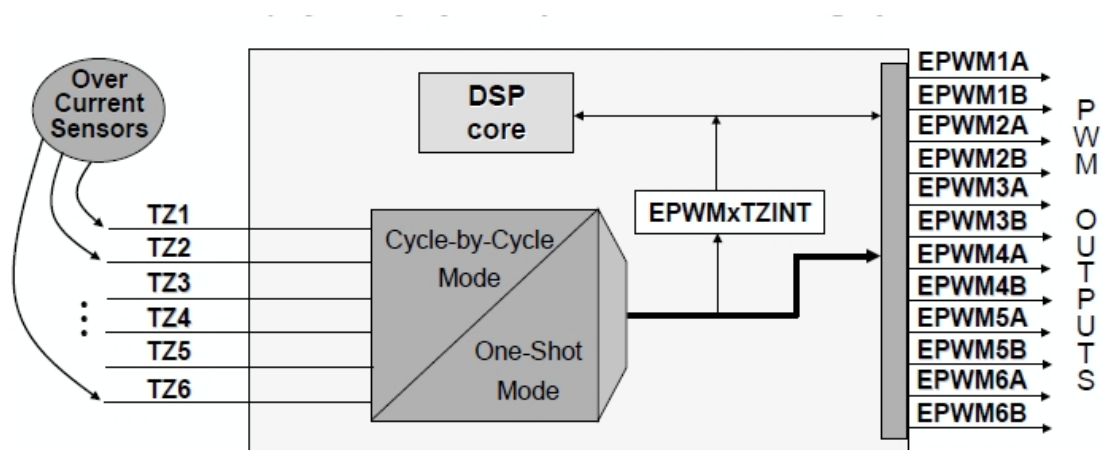 Over
Current
Sensors
TZ1
TZ2
TZ3
TZ4
TZ5
TZ6
DSP
core
Cycle-by-Cycle
Mode
One-Shot
Mode
EPWMxTZINT
EPWM1A
EPWM1B
EPWM2A
EPWM2B
EPWM3A
EPWM3B
EPWM4A
EPWM4B
EPWM5A
EPWM5B
EPWM6A
EPWM6B
PWM OUTPUTS